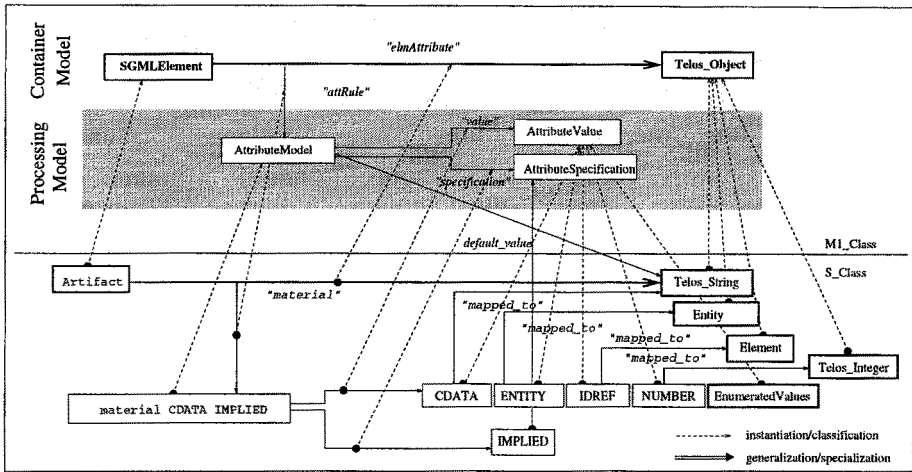 Container
Model
Processing
Model
"elmAttribute"
SGMLElement
Telos_Object
"attRule"
"value"
AttributeValue
AttributeModel
AttributeSpecification
"specification"
default_value
M1_Class
S_Class
Artifact
"material"
Telos_String
"mapped_to"
Entity
"mapped_to"
"mapped_to"
Element
"mapped_to"
Telos_Integer
material CDATA IMPLIED
CDATA
ENTITY
IDREF
NUMBER
EnumeratedValues
IMPLIED
instantiation/classification
generalization/specialization